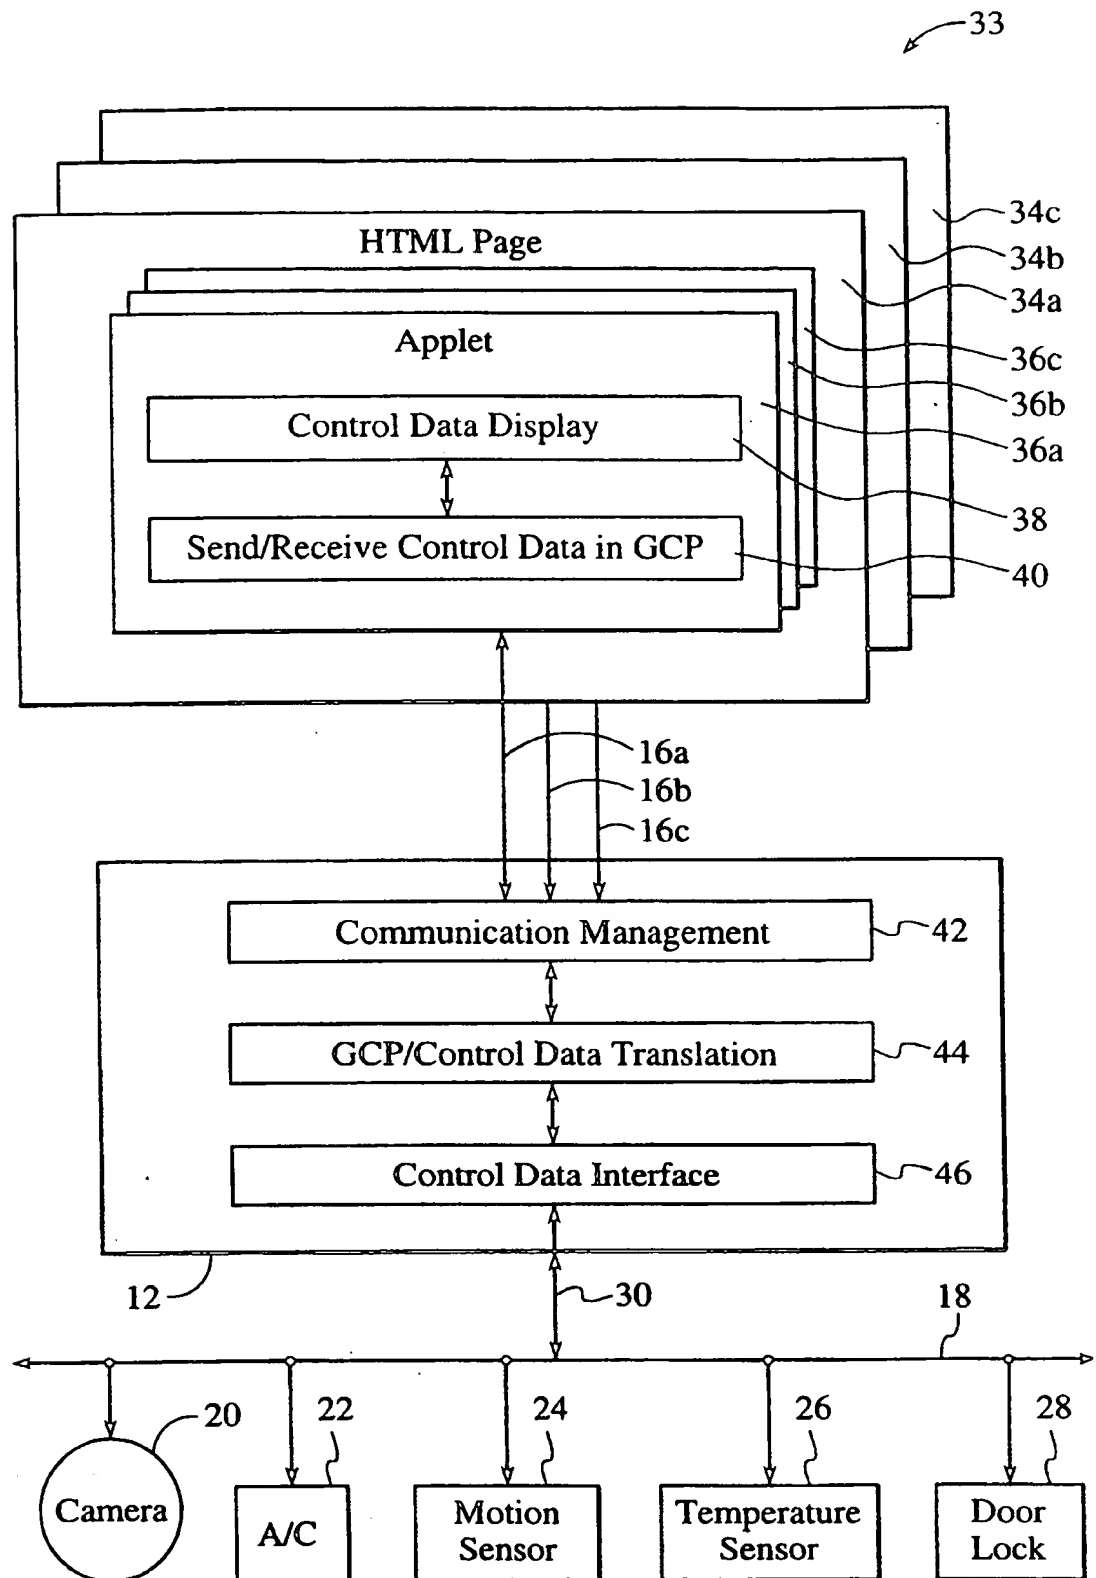 33
34c
HTML Page
34b
34a
Applet
36c
36b
Control Data Display
36a
38
Send/Receive Control Data in GCP
40
16a
16b
16c
Communication Management
42
GCP/Control Data Translation
44
Control Data Interface
46
12
30
18
20
22
24
26
28
Camera
A/C
Motion
Sensor
Temperature
Sensor
Door
Lock